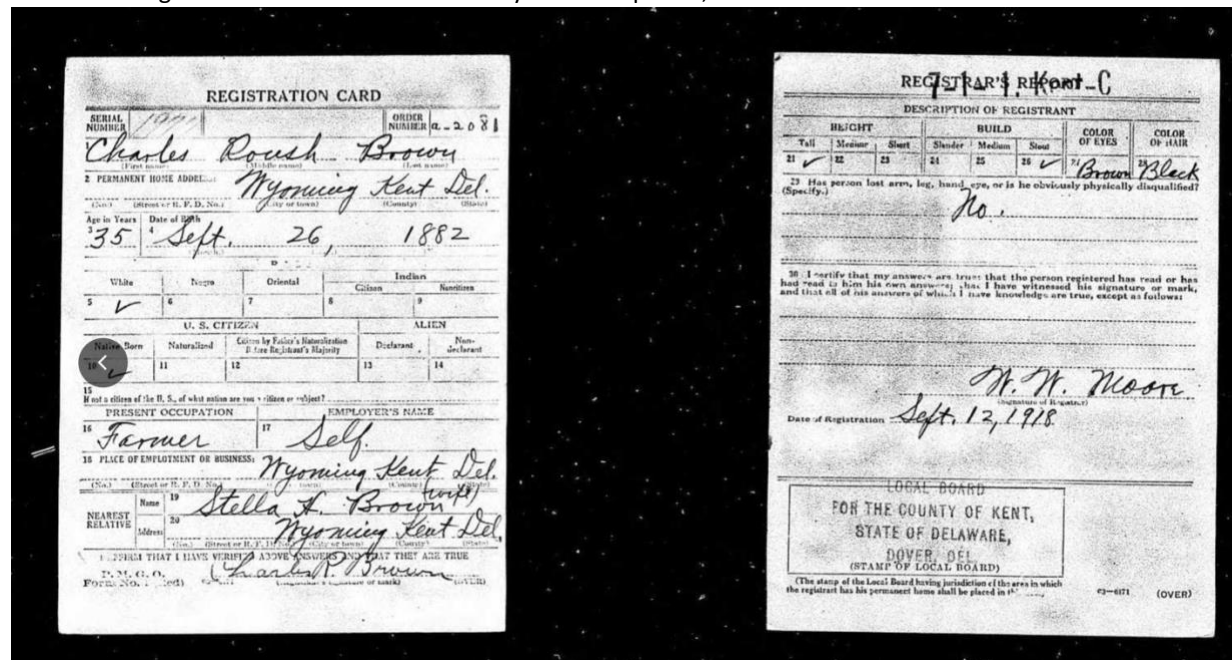 REGISTRATION CARD
SERIAL NUMBER
ORDER NUMBER a-2081
1 Charles Roush Brown
(First name) (Middle name) (Last name)
2 PERMANENT HOME ADDRESS: Wyoming Kent Del.
(No.) (Street or R. F. D. No.) (City or town) (County) (State)
Age in Years Date of Birth
3 35 4 Sept. 26, 1882
White Negro Oriental Indian
Citizen Noncitizen
5 ✓ 6 7 8 9
U. S. CITIZEN ALIEN
Native Born Naturalized Citizen by Father's Naturalization Before Registrant's Majority Declarant Non-declarant
10 ✓ 11 12 13 14
15
If not a citizen of the U. S., of what nation are you a citizen or subject?
PRESENT OCCUPATION EMPLOYER'S NAME
16 Farmer 17 Self.
18 PLACE OF EMPLOYMENT OR BUSINESS: Wyoming Kent Del.
(No.) (Street or R. F. D. No.) (County) (State)
NEAREST RELATIVE Name 19 Stella H. Brown (wife)
Address 20 Wyoming Kent Del.
(No.) (Street or R. F. D. No.) (City or town) (County) (State)
I AFFIRM THAT I HAVE VERIFIED ABOVE ANSWERS AND THAT THEY ARE TRUE
P. M. G. O.
Form No. 1 (Red) Charles R. Brown (OVER)
REGISTRAR'S REPORT
DESCRIPTION OF REGISTRANT
HEIGHT BUILD COLOR OF EYES COLOR OF HAIR
Tall Medium Short Slender Medium Stout
21 ✓ 22 23 24 25 26 ✓ 27 Brown 28 Black
29 Has person lost arm, leg, hand, eye, or is he obviously physically disqualified?
(Specify.)
No.
30 I certify that my answers are true; that the person registered has read or has
had read to him his own answers; that I have witnessed his signature or mark,
and that all of his answers of which I have knowledge are true, except as follows:
W. W. Moore
(Signature of Registrar)
Date of Registration Sept. 12, 1918
LOCAL BOARD
FOR THE COUNTY OF KENT,
STATE OF DELAWARE,
DOVER, DEL.
(STAMP OF LOCAL BOARD)
(The stamp of the Local Board having jurisdiction of the area in which
the registrant has his permanent home shall be placed in
03—6171 (OVER)